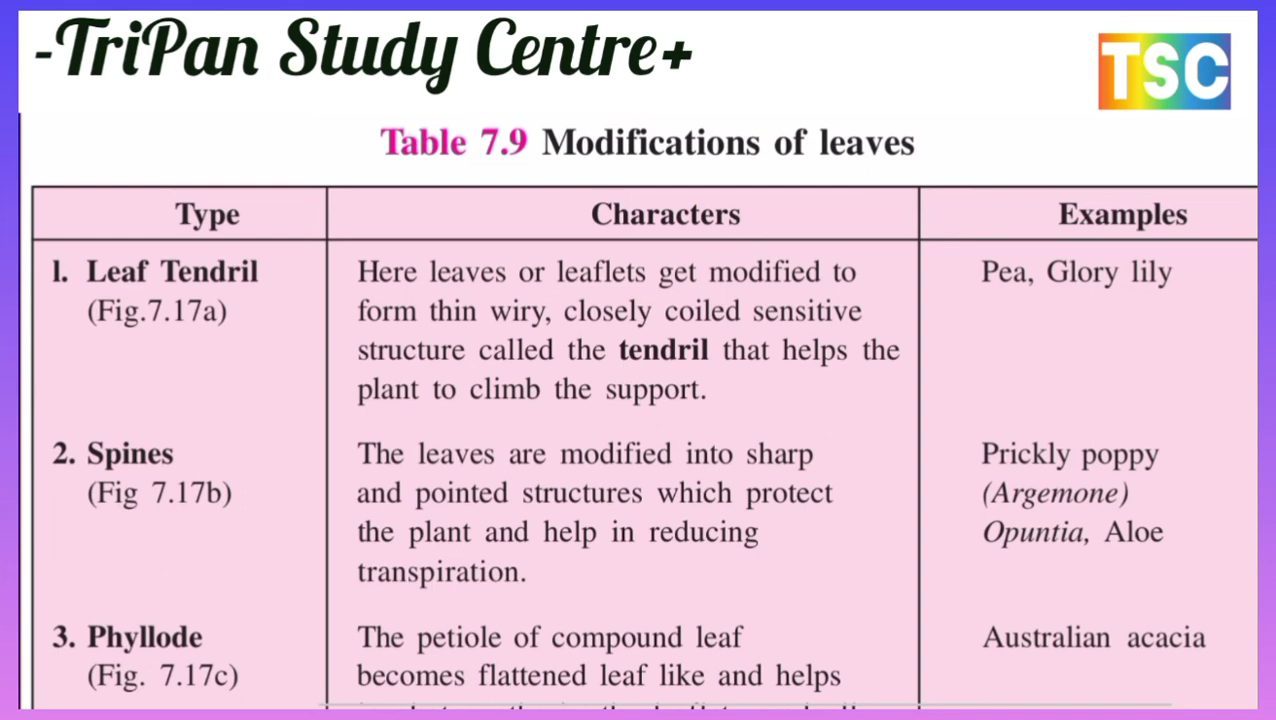 -TriPan Study Centre+
TSC
Table 7.9 Modifications of leaves
Type Characters Examples
l. Leaf Tendril Here leaves or leaflets get modified to Pea, Glory lily
(Fig.7.17a) form thin wiry, closely coiled sensitive
structure called the tendril that helps the
plant to climb the support.
2. Spines The leaves are modified into sharp Prickly poppy
(Fig 7.17b) and pointed structures which protect (Argemone)
the plant and help in reducing Opuntia, Aloe
transpiration.
3. Phyllode The petiole of compound leaf Australian acacia
(Fig. 7.17c) becomes flattened leaf like and helps